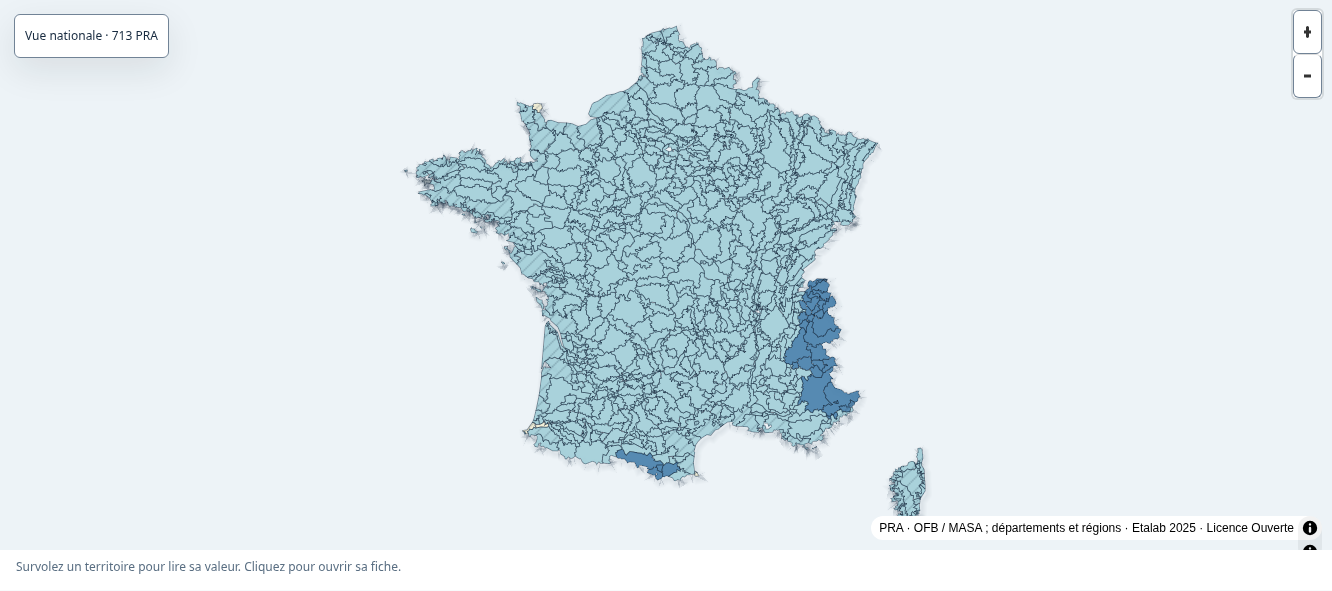 Vue nationale · 713 PRA
+
-
PRA · OFB / MASA ; départements et régions · Etalab 2025 · Licence Ouverte
Survolez un territoire pour lire sa valeur. Cliquez pour ouvrir sa fiche.